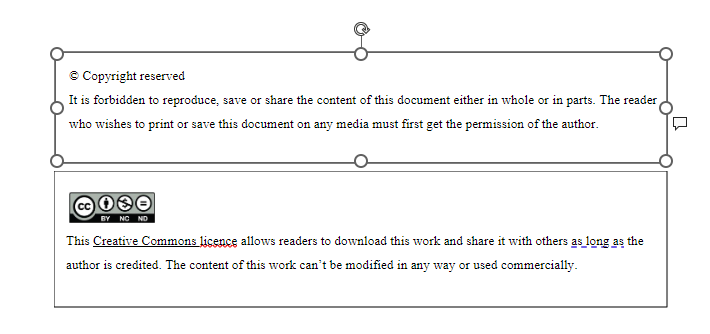 © Copyright reserved
It is forbidden to reproduce, save or share the content of this document either in whole or in parts. The reader
who wishes to print or save this document on any media must first get the permission of the author.
cc
BY NC ND
This Creative Commons licence allows readers to download this work and share it with others as long as the
author is credited. The content of this work can't be modified in any way or used commercially.